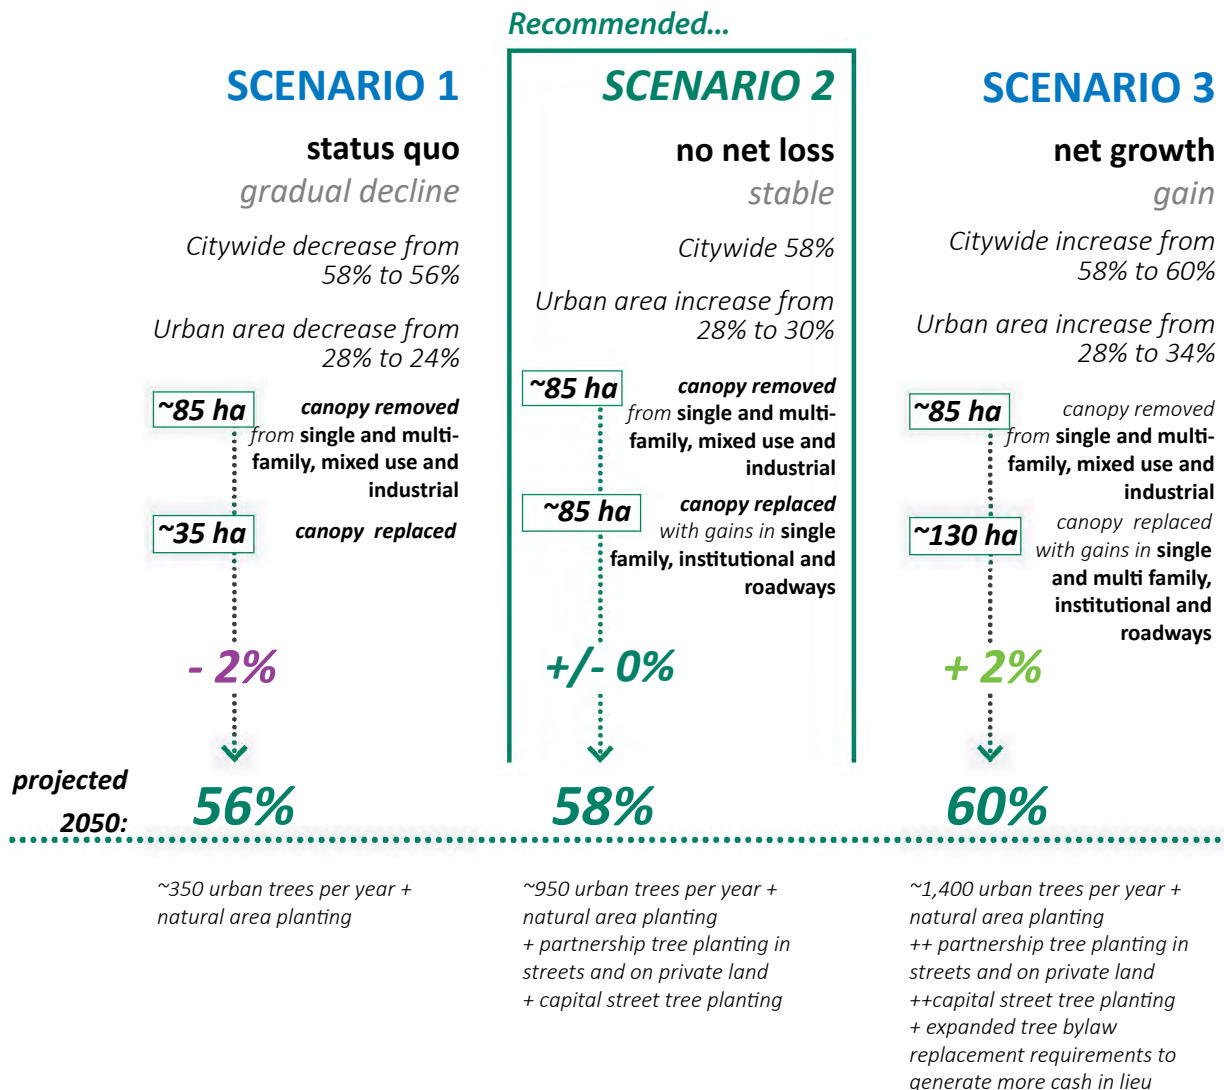 Recommended...
SCENARIO 1
status quo
gradual decline
Citywide decrease from
58% to 56%
Urban area decrease from
28% to 24%
~85 ha
canopy removed
from single and multi-
family, mixed use and
industrial
~35 ha
canopy replaced
- 2%
SCENARIO 2
no net loss
stable
Citywide 58%
Urban area increase from
28% to 30%
~85 ha
canopy removed
from single and multi-
family, mixed use and
industrial
~85 ha
canopy replaced
with gains in single
family, institutional and
roadways
+/- 0%
SCENARIO 3
net growth
gain
Citywide increase from
58% to 60%
Urban area increase from
28% to 34%
~85 ha
canopy removed
from single and multi-
family, mixed use and
industrial
~130 ha
canopy replaced
with gains in single
and multi family,
institutional and
roadways
+ 2%
projected
2050:
56%
58%
60%
~350 urban trees per year +
natural area planting
~950 urban trees per year +
natural area planting
+ partnership tree planting in
streets and on private land
+ capital street tree planting
~1,400 urban trees per year +
natural area planting
++ partnership tree planting in
streets and on private land
++capital street tree planting
+ expanded tree bylaw
replacement requirements to
generate more cash in lieu